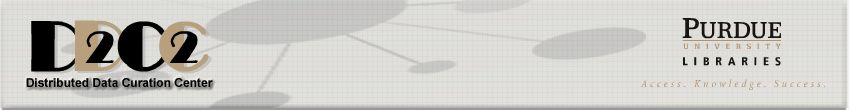 D2C2
Distributed Data Curation Center
PURDUE
UNIVERSITY
LIBRARIES
Access. Knowledge. Success.